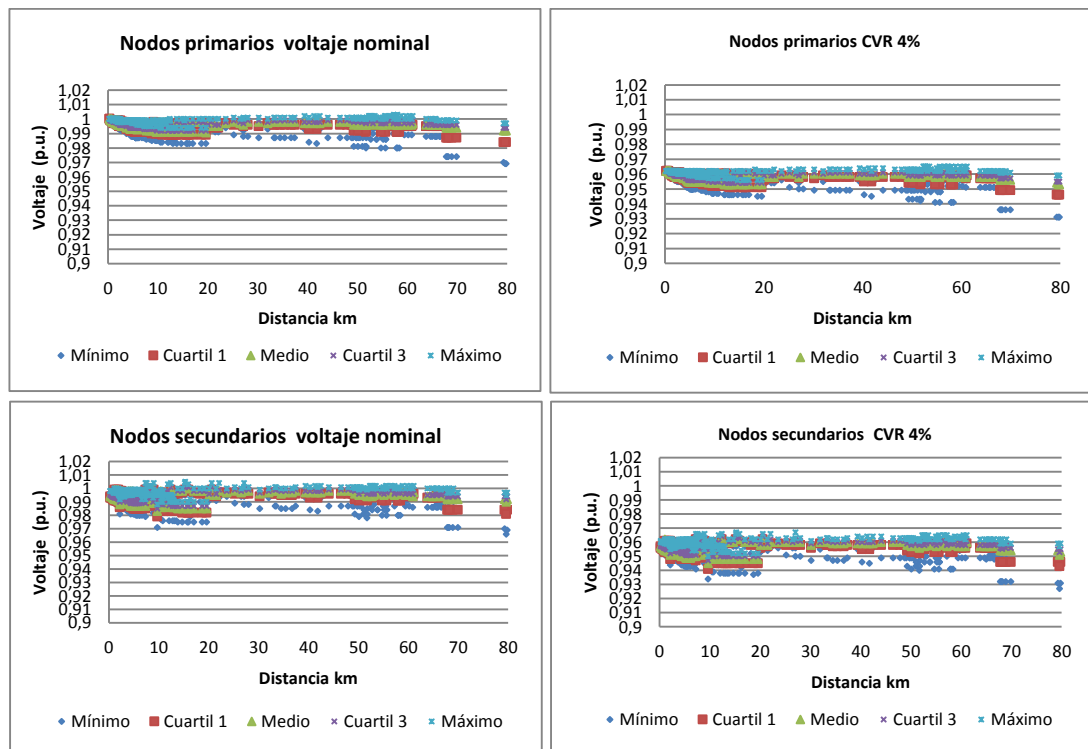 Nodos primarios voltaje nominal
Voltaje (p.u.)
1,02
1,01
1
0,99
0,98
0,97
0,96
0,95
0,94
0,93
0,92
0,91
0,9
0 10 20 30 40 50 60 70 80
Distancia km
Mínimo Cuartil 1 Medio Cuartil 3 Máximo
Nodos primarios CVR 4%
Voltaje (p.u.)
1,02
1,01
1
0,99
0,98
0,97
0,96
0,95
0,94
0,93
0,92
0,91
0,9
0 20 40 60 80
Distancia km
Mínimo Cuartil 1 Medio Cuartil 3 Máximo
Nodos secundarios voltaje nominal
Voltaje (p.u.)
1,02
1,01
1
0,99
0,98
0,97
0,96
0,95
0,94
0,93
0,92
0,91
0,9
0 10 20 30 40 50 60 70 80
Distancia km
Mínimo Cuartil 1 Medio Cuartil 3 Máximo
Nodos secundarios CVR 4%
Voltaje (p.u.)
1,02
1,01
1
0,99
0,98
0,97
0,96
0,95
0,94
0,93
0,92
0,91
0,9
0 10 20 30 40 50 60 70 80
Distancia km
Mínimo Cuartil 1 Medio Cuartil 3 Máximo